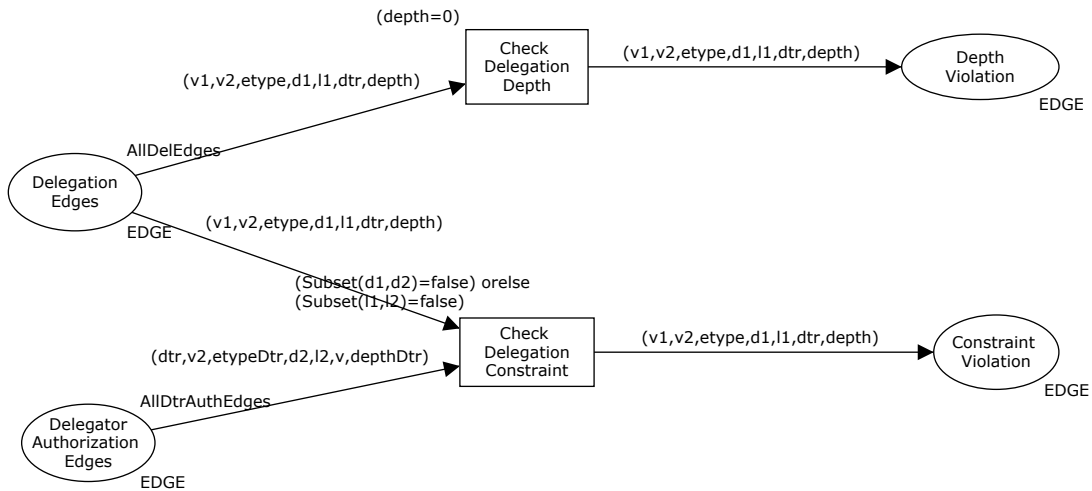 (depth=0)
Check
Delegation
Depth
(v1,v2,etype,d1,l1,dtr,depth)
Depth
Violation
EDGE
(v1,v2,etype,d1,l1,dtr,depth)
AllDelEdges
Delegation
Edges
EDGE
(v1,v2,etype,d1,l1,dtr,depth)
(Subset(d1,d2)=false) orelse
(Subset(l1,l2)=false)
Check
Delegation
Constraint
(v1,v2,etype,d1,l1,dtr,depth)
Constraint
Violation
EDGE
(dtr,v2,etypeDtr,d2,l2,v,depthDtr)
AllDtrAuthEdges
Delegator
Authorization
Edges
EDGE